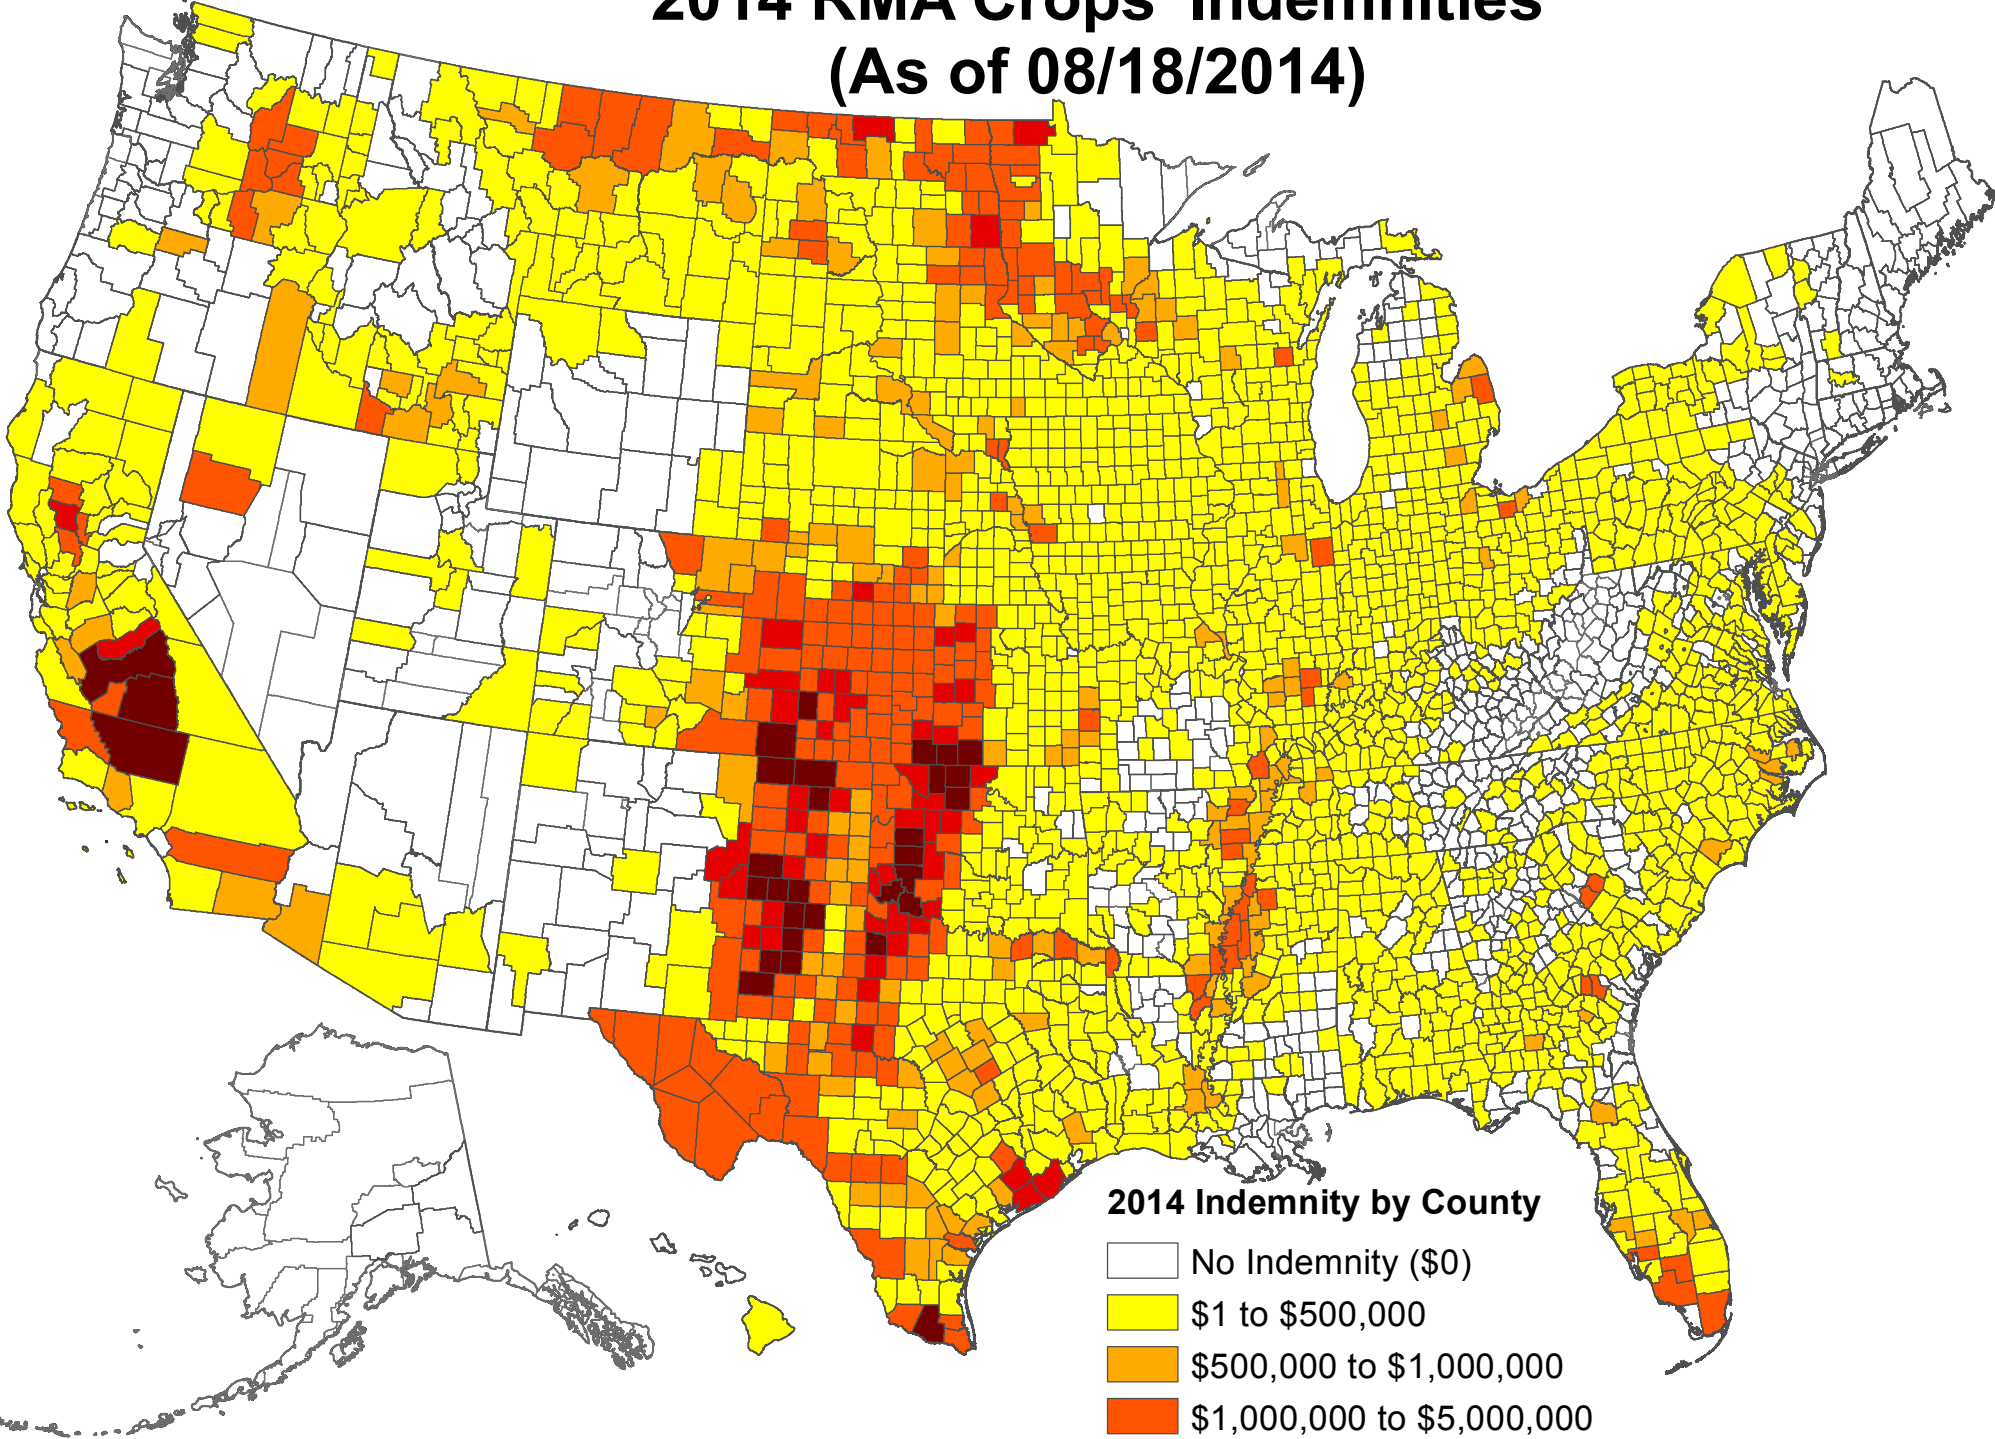 2014 RMA Crops' Indemnities
(As of 08/18/2014)
2014 Indemnity by County
No Indemnity ($0)
$1 to $500,000
$500,000 to $1,000,000
$1,000,000 to $5,000,000